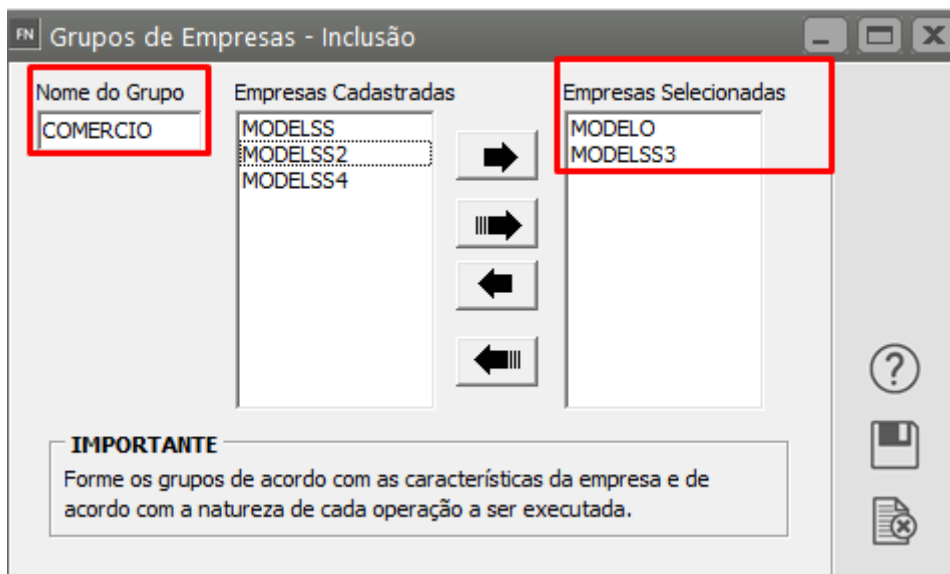 FN Grupos de Empresas - Inclusão
Nome do Grupo
COMERCIO
Empresas Cadastradas
MODELSS
MODELSS2
MODELSS4
Empresas Selecionadas
MODELO
MODELSS3
?
IMPORTANTE
Forme os grupos de acordo com as características da empresa e de
acordo com a natureza de cada operação a ser executada.